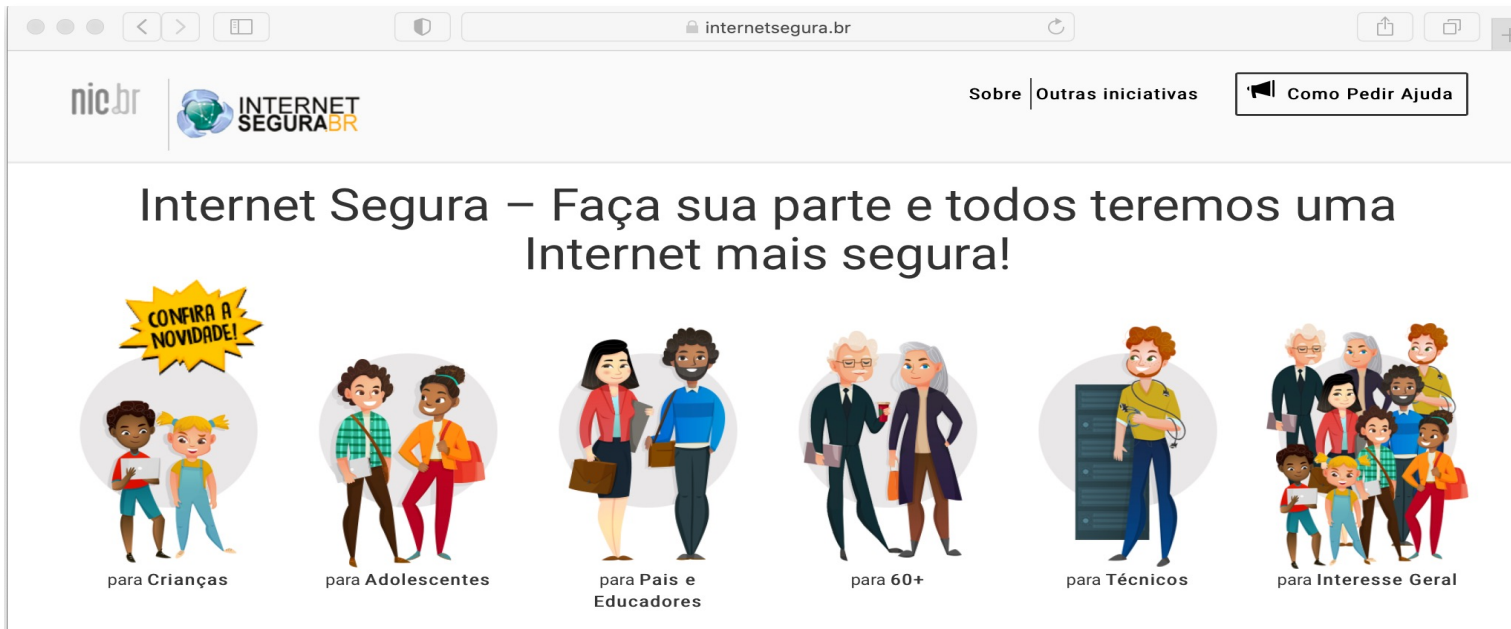 internetsegura.br
nic.br
INTERNET
SEGURABR
Sobre
Outras iniciativas
Como Pedir Ajuda
Internet Segura – Faça sua parte e todos teremos uma
Internet mais segura!
CONFIRA A
NOVIDADE!
para Crianças
para Adolescentes
para Pais e
Educadores
para 60+
para Técnicos
para Interesse Geral